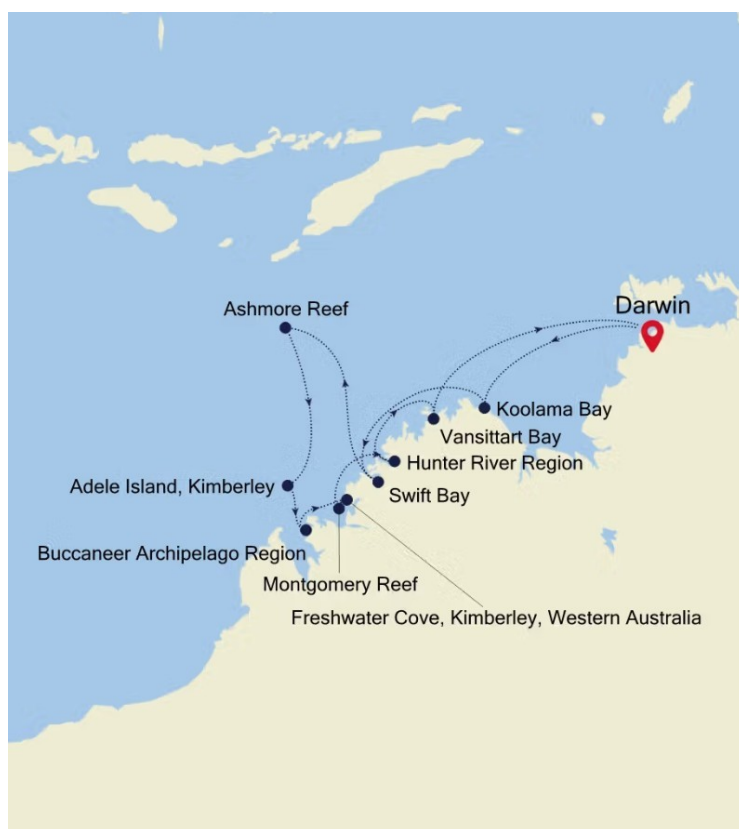 Ashmore Reef
Darwin
Koolama Bay
Vansittart Bay
Hunter River Region
Adele Island, Kimberley
Swift Bay
Buccaneer Archipelago Region
Montgomery Reef
Freshwater Cove, Kimberley, Western Australia